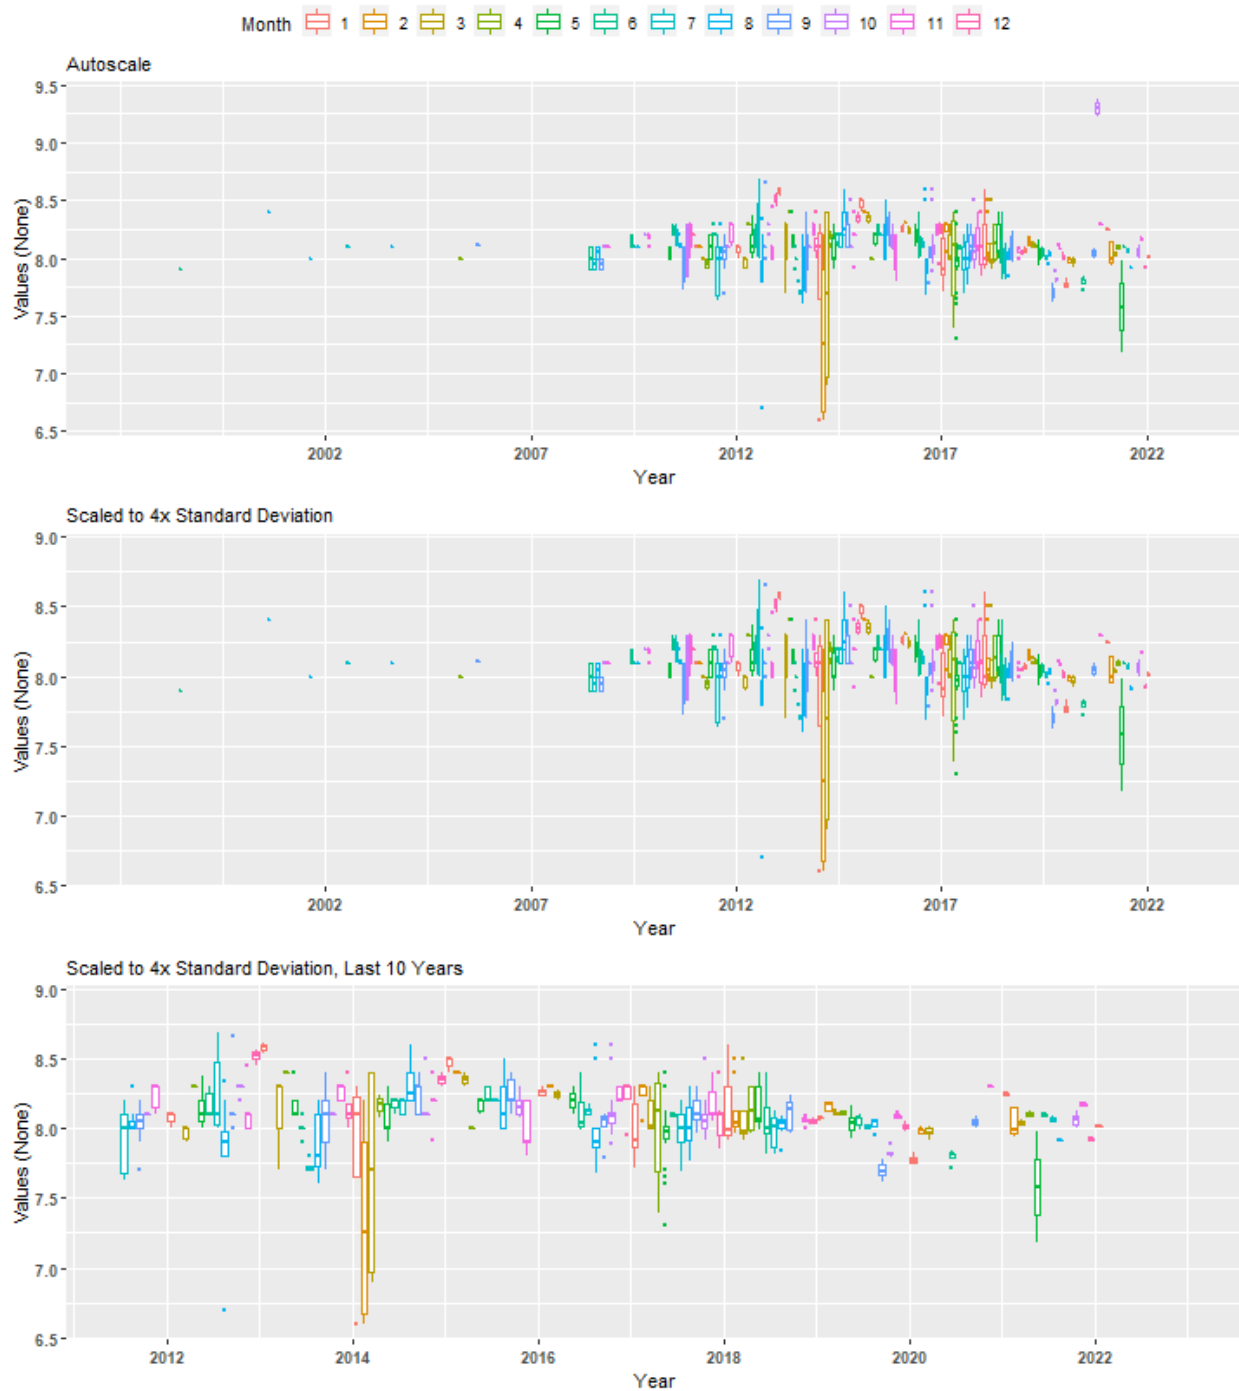 Month 1 2 3 4 5 6 7 8 9 10 11 12
Autoscale
9.5
9.0
8.5
8.0
7.5
7.0
6.5
Values (None)
2002 2007 2012 2017 2022
Year
Scaled to 4x Standard Deviation
9.0
8.5
8.0
7.5
7.0
6.5
Values (None)
2002 2007 2012 2017 2022
Year
Scaled to 4x Standard Deviation, Last 10 Years
9.0
8.5
8.0
7.5
7.0
6.5
Values (None)
2012 2014 2016 2018 2020 2022
Year